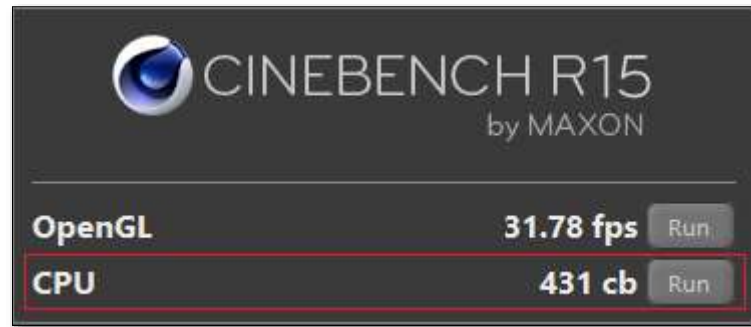 CINEBENCH R15
by MAXON
OpenGL 31.78 fps Run
CPU 431 cb Run